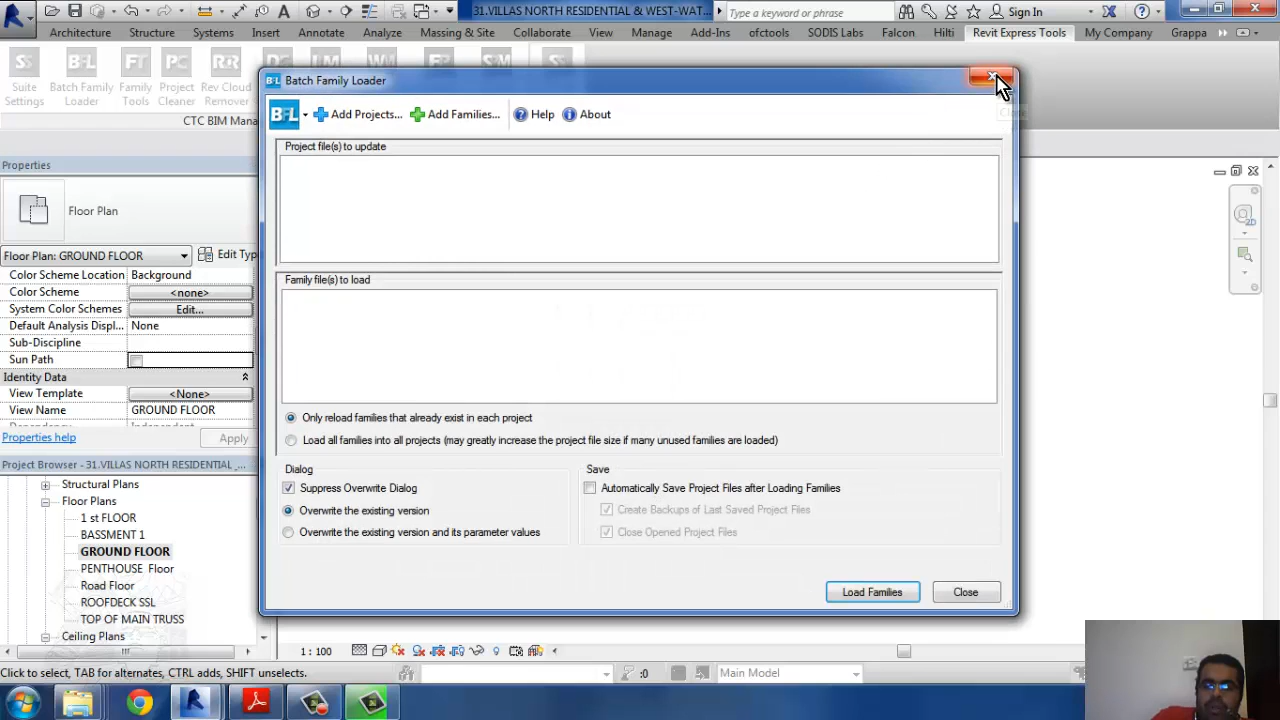 31.VILLAS NORTH RESIDENTIAL & WEST-WAT...
Type a keyword or phrase
Sign In
Architecture Structure Systems Insert Annotate Analyze Massing & Site Collaborate View Manage Add-Ins ofctools SODIS Labs Falcon Hilti Revit Express Tools My Company Grappa
Suite Settings
Batch Family Loader
Family Tools
Project Cleaner
Rev Cloud Remover
CTC BIM Mana
Batch Family Loader
BFL Add Projects... Add Families... Help About
Close
Project file(s) to update
Family file(s) to load
Only reload families that already exist in each project
Load all families into all projects (may greatly increase the project file size if many unused families are loaded)
Dialog
Suppress Overwrite Dialog
Overwrite the existing version
Overwrite the existing version and its parameter values
Save
Automatically Save Project Files after Loading Families
Create Backups of Last Saved Project Files
Close Opened Project Files
Load Families Close
Properties
Floor Plan
Floor Plan: GROUND FLOOR Edit Typ
Color Scheme Location Background
Color Scheme <none>
System Color Schemes Edit...
Default Analysis Displ... None
Sub-Discipline
Sun Path
Identity Data
View Template <None>
View Name GROUND FLOOR
Dependency Independent
Properties help Apply
Project Browser - 31.VILLAS NORTH RESIDENTIAL _...
Structural Plans
Floor Plans
1 st FLOOR
BASSMENT 1
GROUND FLOOR
PENTHOUSE Floor
Road Floor
ROOFDECK SSL
TOP OF MAIN TRUSS
Ceiling Plans
1 : 100
Click to select, TAB for alternates, CTRL adds, SHIFT unselects.
:0
Main Model